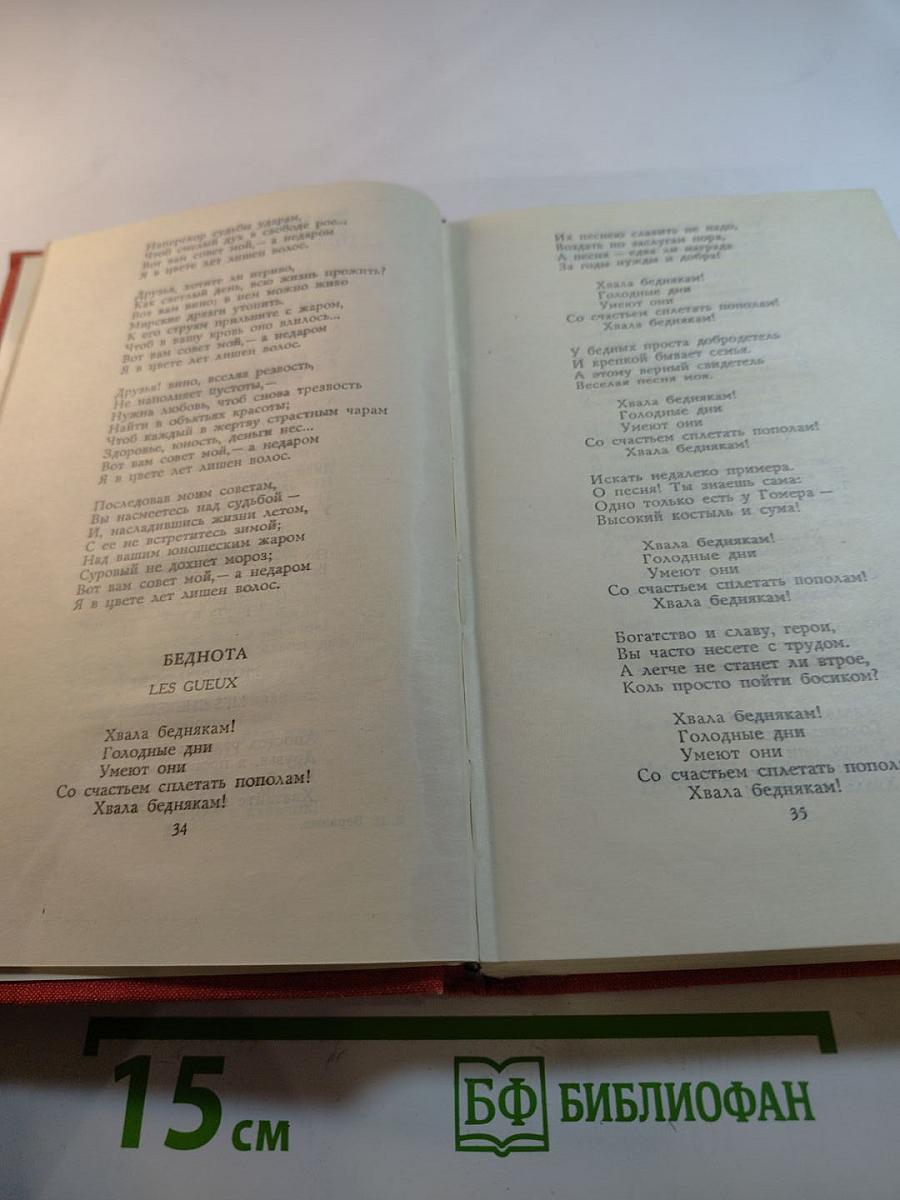 Наперекор судьбы ударам,
Чтоб смелый дух в свободе рос...
Вот вам совет мой,— а недаром
Я в цвете лет лишен волос.
Друзья, хотите ли игриво,
Как светлый день, всю жизнь прожить?
Вот вам вино; в нем можно живо
Мирские дрязги утопить.
К его струям прильните с жаром,
Чтоб в вашу кровь оно влилось...
Вот вам совет мой,— а недаром
Я в цвете лет лишен волос.
Друзья! вино, вселяя резвость,
Не наполняет пустоты,—
Нужна любовь, чтоб снова трезвость
Найти в объятьях красоты;
Чтоб каждый в жертву страстным чарам
Здоровье, юность, деньги нес...
Вот вам совет мой,— а недаром
Я в цвете лет лишен волос.
Последовав моим советам,
Вы насмеетесь над судьбой —
И, насладившись жизни летом,
С ее не встретитесь зимой;
Над вашим юношеским жаром
Суровый не дохнет мороз;
Вот вам совет мой,— а недаром
Я в цвете лет лишен волос.
БЕДНОТА
LES GUEUX
Хвала беднякам!
Голодные дни
Умеют они
Со счастьем сплетать пополам!
Хвала беднякам!
34
Их песнею славить не надо,
Воздать по заслугам пора,
А песня — едва ли награда
За годы нужды и добра!
Хвала беднякам!
Голодные дни
Умеют они
Со счастьем сплетать пополам!
Хвала беднякам!
У бедных проста добродетель
И крепкой бывает семья.
А этому верный свидетель
Веселая песня моя.
Хвала беднякам!
Голодные дни
Умеют они
Со счастьем сплетать пополам!
Хвала беднякам!
Искать недалеко примера.
О песня! Ты знаешь сама:
Одно только есть у Гомера —
Высокий костыль и сума!
Хвала беднякам!
Голодные дни
Умеют они
Со счастьем сплетать пополам!
Хвала беднякам!
Богатство и славу, герои,
Вы часто несете с трудом.
А легче не станет ли втрое,
Коль просто пойти босиком?
Хвала беднякам!
Голодные дни
Умеют они
Со счастьем сплетать попол
Хвала беднякам!
35
15 см
БФ БИБЛИОФАН